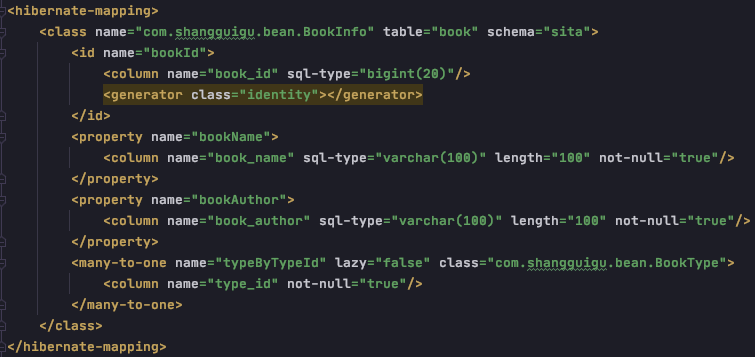 <hibernate-mapping>
<class name="com.shangguigu.bean.BookInfo" table="book" schema="sita">
<id name="bookId">
<column name="book_id" sql-type="bigint(20)"/>
<generator class="identity"></generator>
</id>
<property name="bookName">
<column name="book_name" sql-type="varchar(100)" length="100" not-null="true"/>
</property>
<property name="bookAuthor">
<column name="book_author" sql-type="varchar(100)" length="100" not-null="true"/>
</property>
<many-to-one name="typeByTypeId" lazy="false" class="com.shangguigu.bean.BookType">
<column name="type_id" not-null="true"/>
</many-to-one>
</class>
</hibernate-mapping>